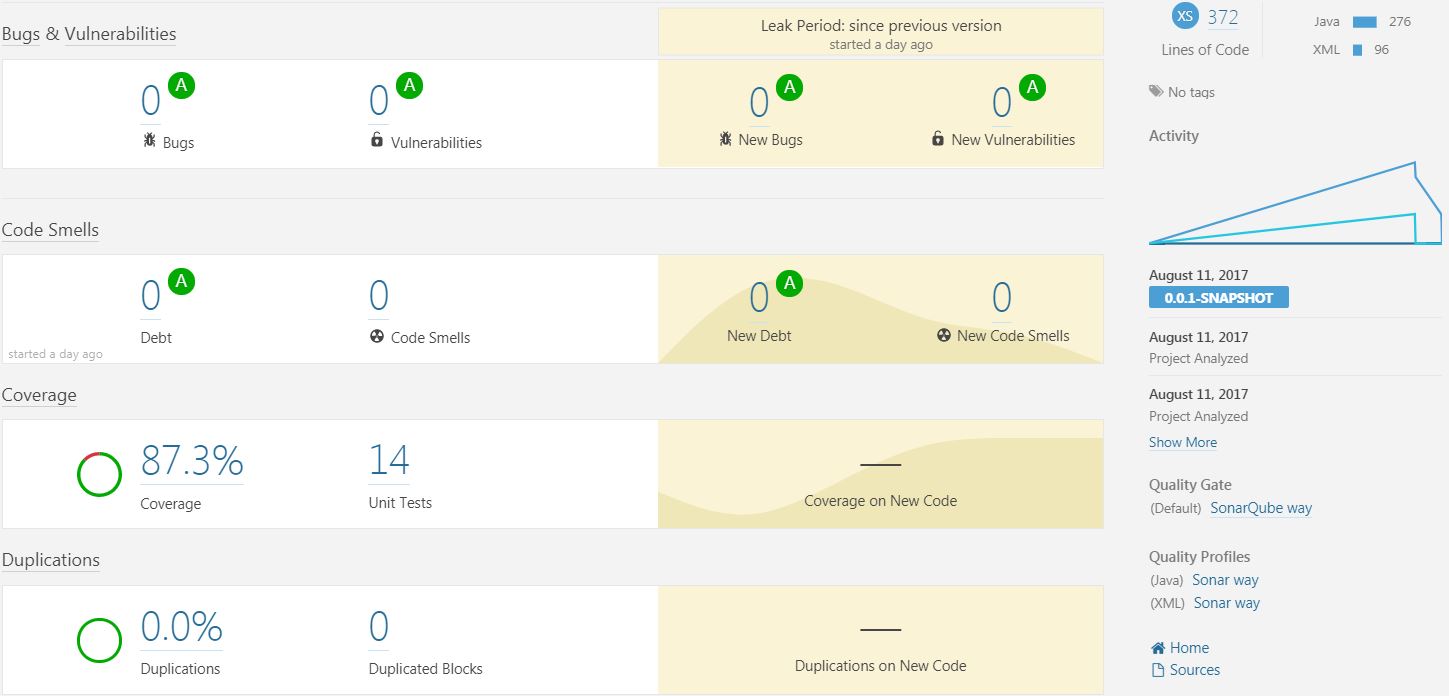 Bugs & Vulnerabilities
Leak Period: since previous version
started a day ago
0 A
Bugs
0 A
Vulnerabilities
0 A
New Bugs
0 A
New Vulnerabilities
Code Smells
0 A
Debt
0
Code Smells
started a day ago
0 A
New Debt
0
New Code Smells
Coverage
87.3%
Coverage
14
Unit Tests
—
Coverage on New Code
Duplications
0.0%
Duplications
0
Duplicated Blocks
—
Duplications on New Code
XS 372
Lines of Code
Java 276
XML 96
No tags
Activity
August 11, 2017
0.0.1-SNAPSHOT
August 11, 2017
Project Analyzed
August 11, 2017
Project Analyzed
Show More
Quality Gate
(Default) SonarQube way
Quality Profiles
(Java) Sonar way
(XML) Sonar way
Home
Sources